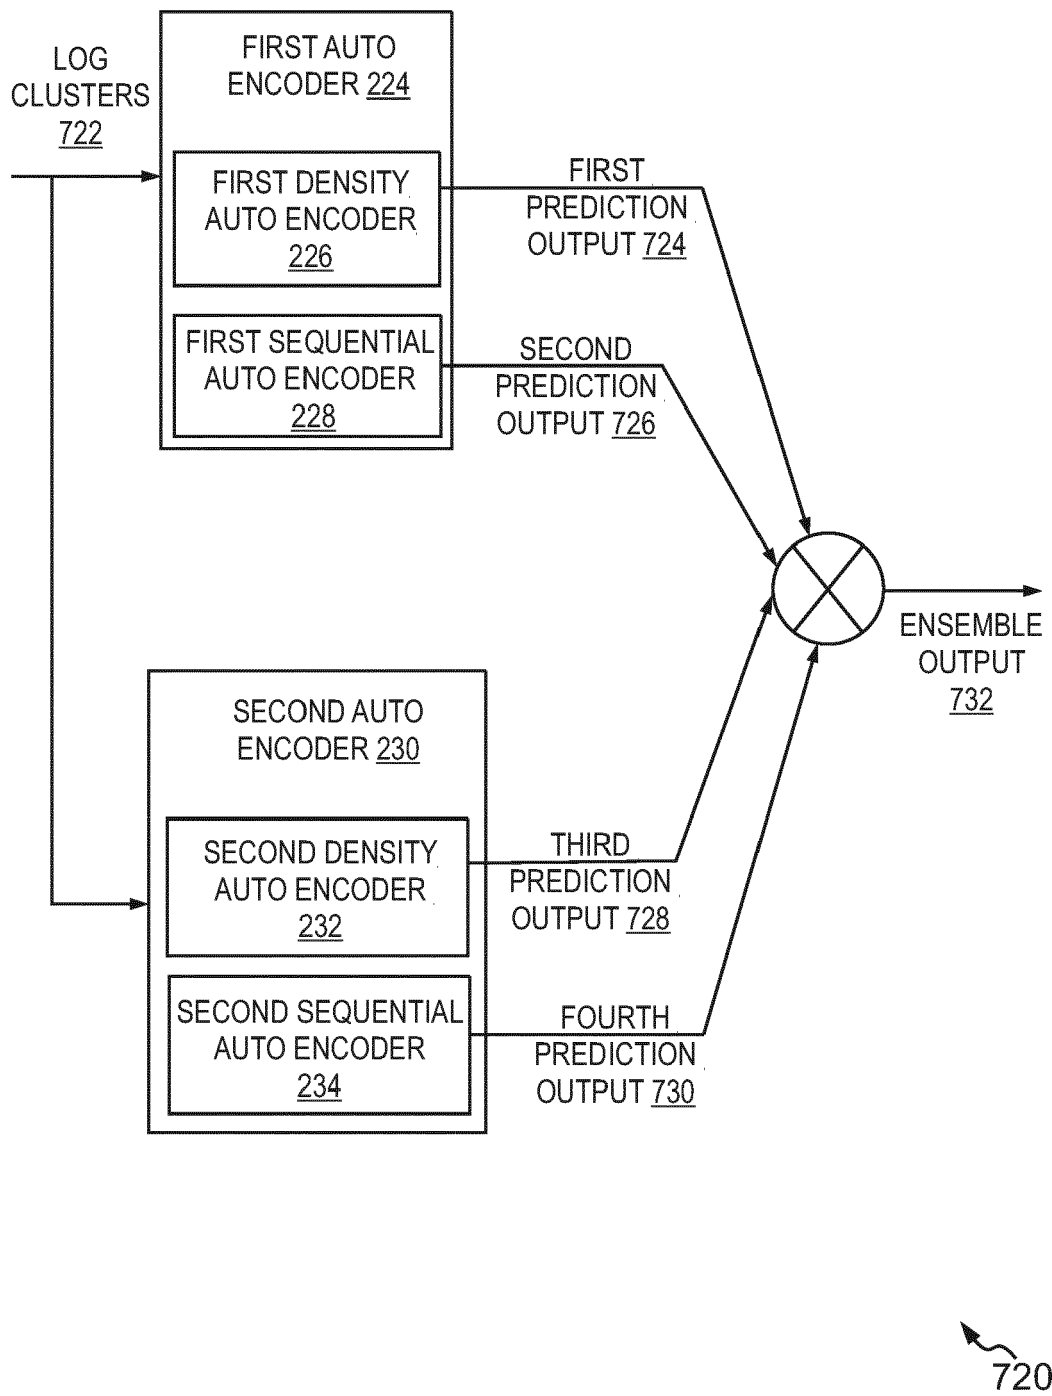 LOG
CLUSTERS
722
FIRST AUTO
ENCODER 224
FIRST DENSITY
AUTO ENCODER
226
FIRST SEQUENTIAL
AUTO ENCODER
228
FIRST
PREDICTION
OUTPUT 724
SECOND
PREDICTION
OUTPUT 726
ENSEMBLE
OUTPUT
732
SECOND AUTO
ENCODER 230
SECOND DENSITY
AUTO ENCODER
232
SECOND SEQUENTIAL
AUTO ENCODER
234
THIRD
PREDICTION
OUTPUT 728
FOURTH
PREDICTION
OUTPUT 730
720